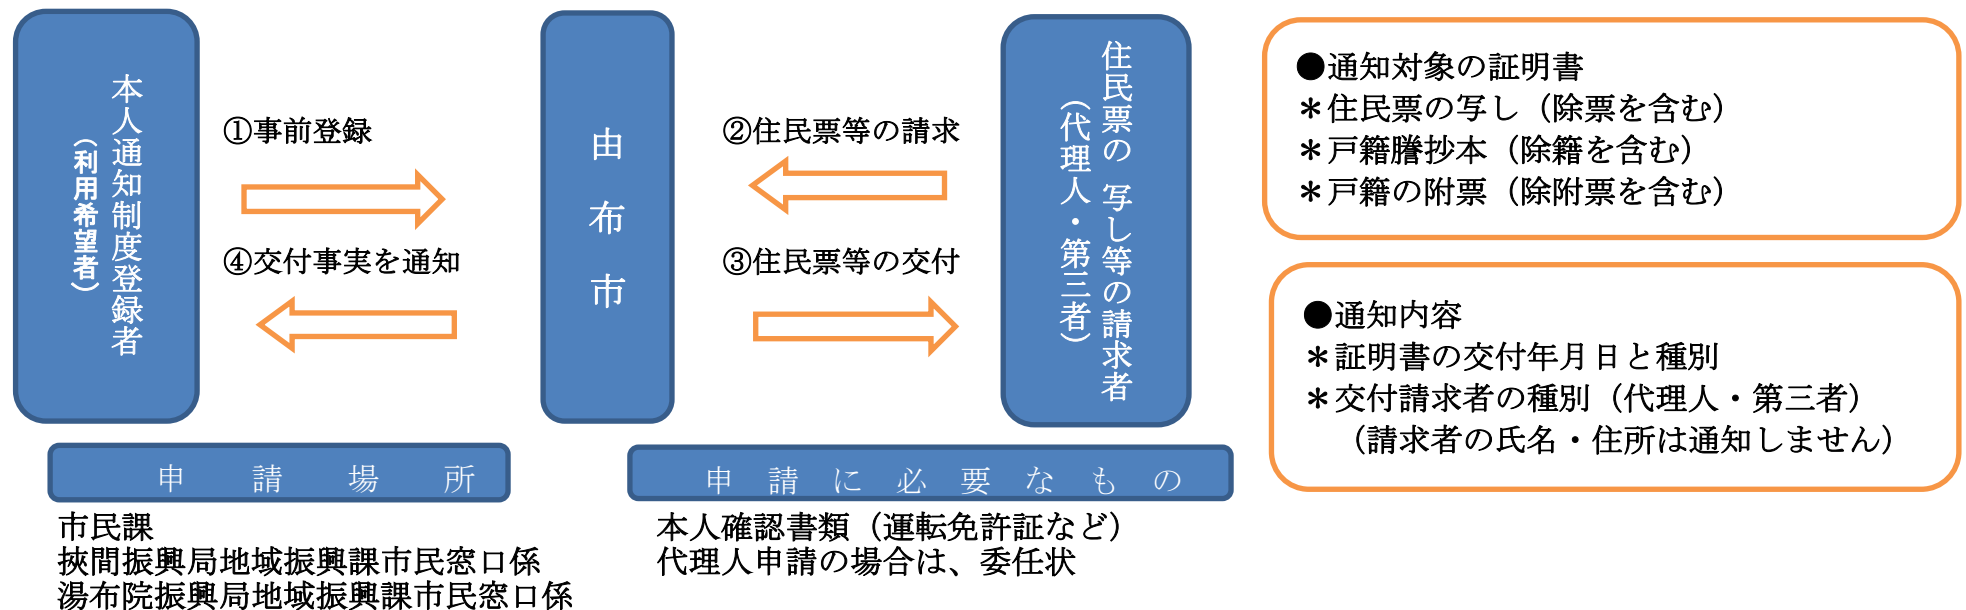 本人通知制度登録者
（利用希望者）
①事前登録
④交付事実を通知
由布市
②住民票等の請求
③住民票等の交付
住民票の 写し等の請求者
（代理人・第三者）
●通知対象の証明書
＊住民票の写し（除票を含む）
＊戸籍謄抄本（除籍を含む）
＊戸籍の附票（除附票を含む）
●通知内容
＊証明書の交付年月日と種別
＊交付請求者の種別（代理人・第三者）
（請求者の氏名・住所は通知しません）
申請場所
市民課
挾間振興局地域振興課市民窓口係
湯布院振興局地域振興課市民窓口係
申請に必要なもの
本人確認書類（運転免許証など）
代理人申請の場合は、委任状